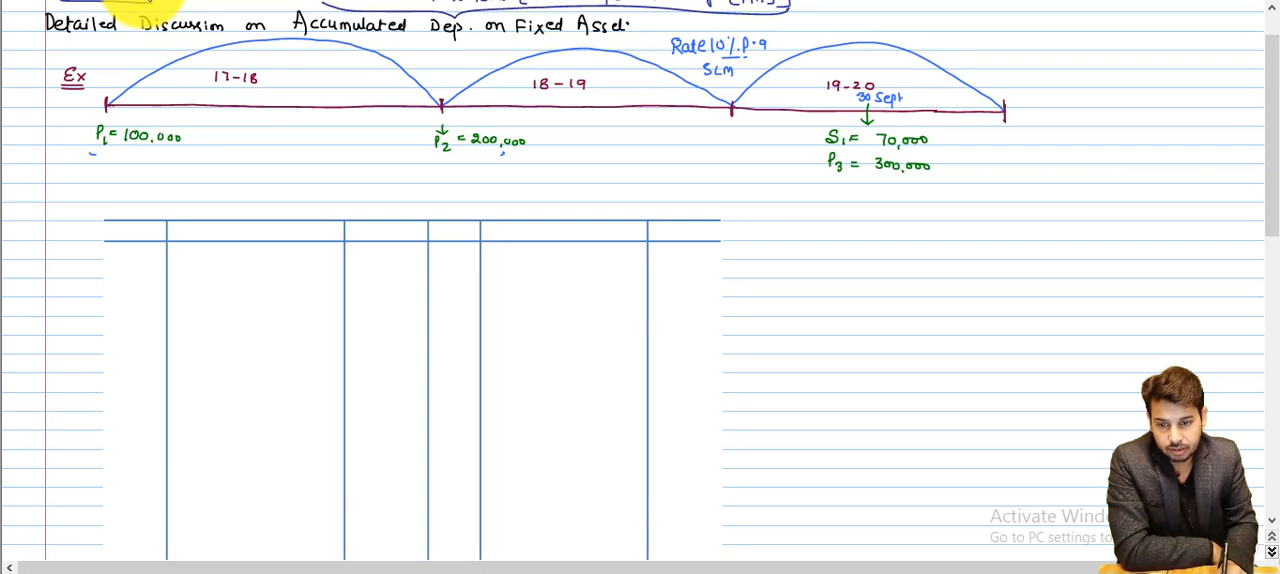 Detailed Discussion on Accumulated Dep. on Fixed Asset.
Ex
17-18
18-19
Rate 10% P.a
SLM
19-20
30 Sept
P1 = 100,000
P2 = 200,000
S1 = 70,000
P3 = 300,000
Activate Wind
Go to PC settings to